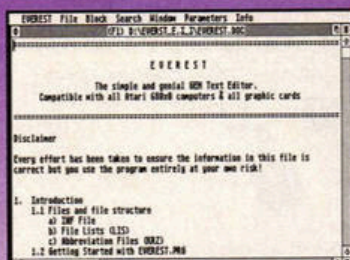 EVEREST File Block Search Window Parameters Info
(F1) D:\EVERST.E.I.3\EVEREST.DOC
E V E R E S T
The simple and genial GEM Text Editor.
Compatible with all Atari 680x0 computers & all graphic cards
Disclaimer
Every effort has been taken to ensure the information in this file is
correct but you use the program entirely at your own risk!
1. Introduction
1.1 Files and file structure
a) INF File
b) File Lists (LIS)
c) Abbreviation Files (KRZ)
1.2 Getting Started with EVEREST.PRG